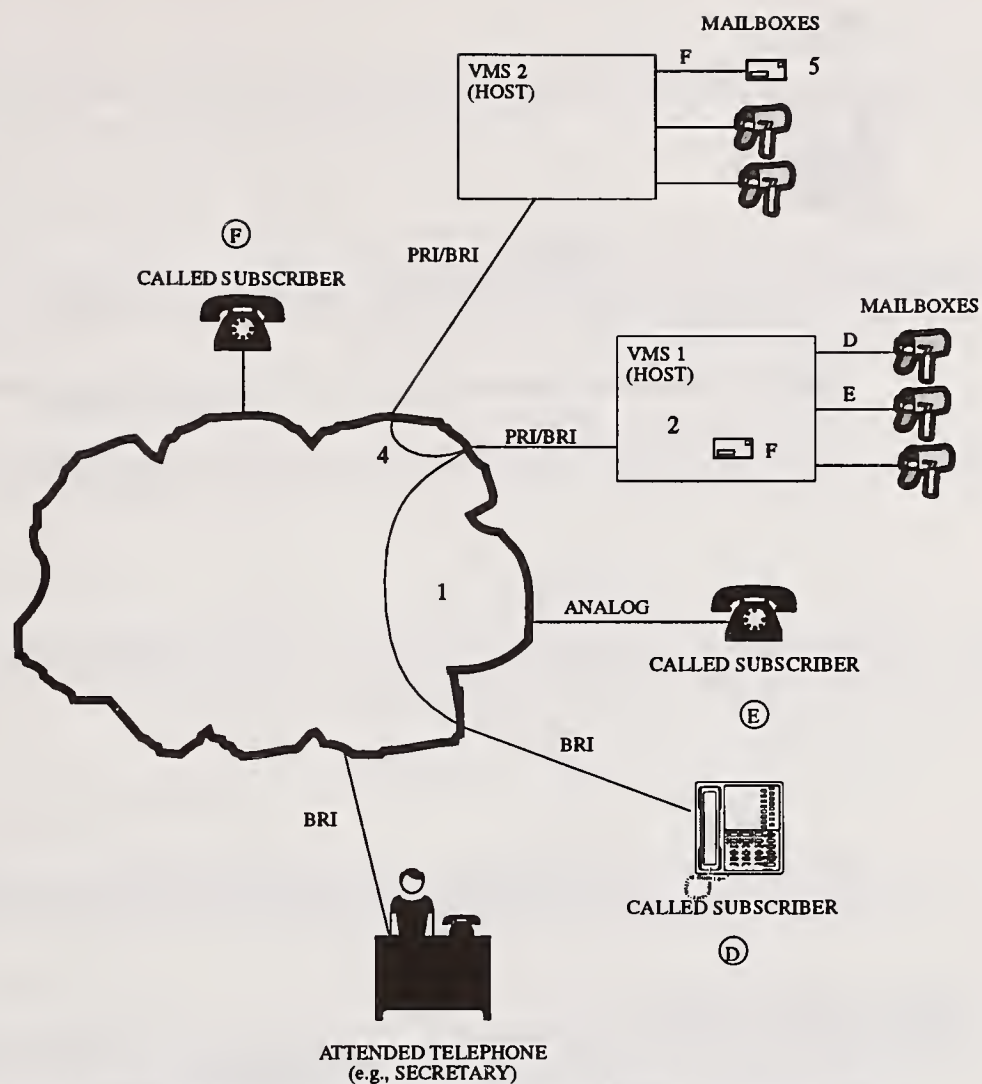 MAILBOXES
F
5
VMS 2
(HOST)
F
CALLED SUBSCRIBER
PRI/BRI
MAILBOXES
VMS 1
(HOST)
D
E
2
F
4
PRI/BRI
1
ANALOG
CALLED SUBSCRIBER
E
BRI
BRI
CALLED SUBSCRIBER
D
ATTENDED TELEPHONE
(e.g., SECRETARY)